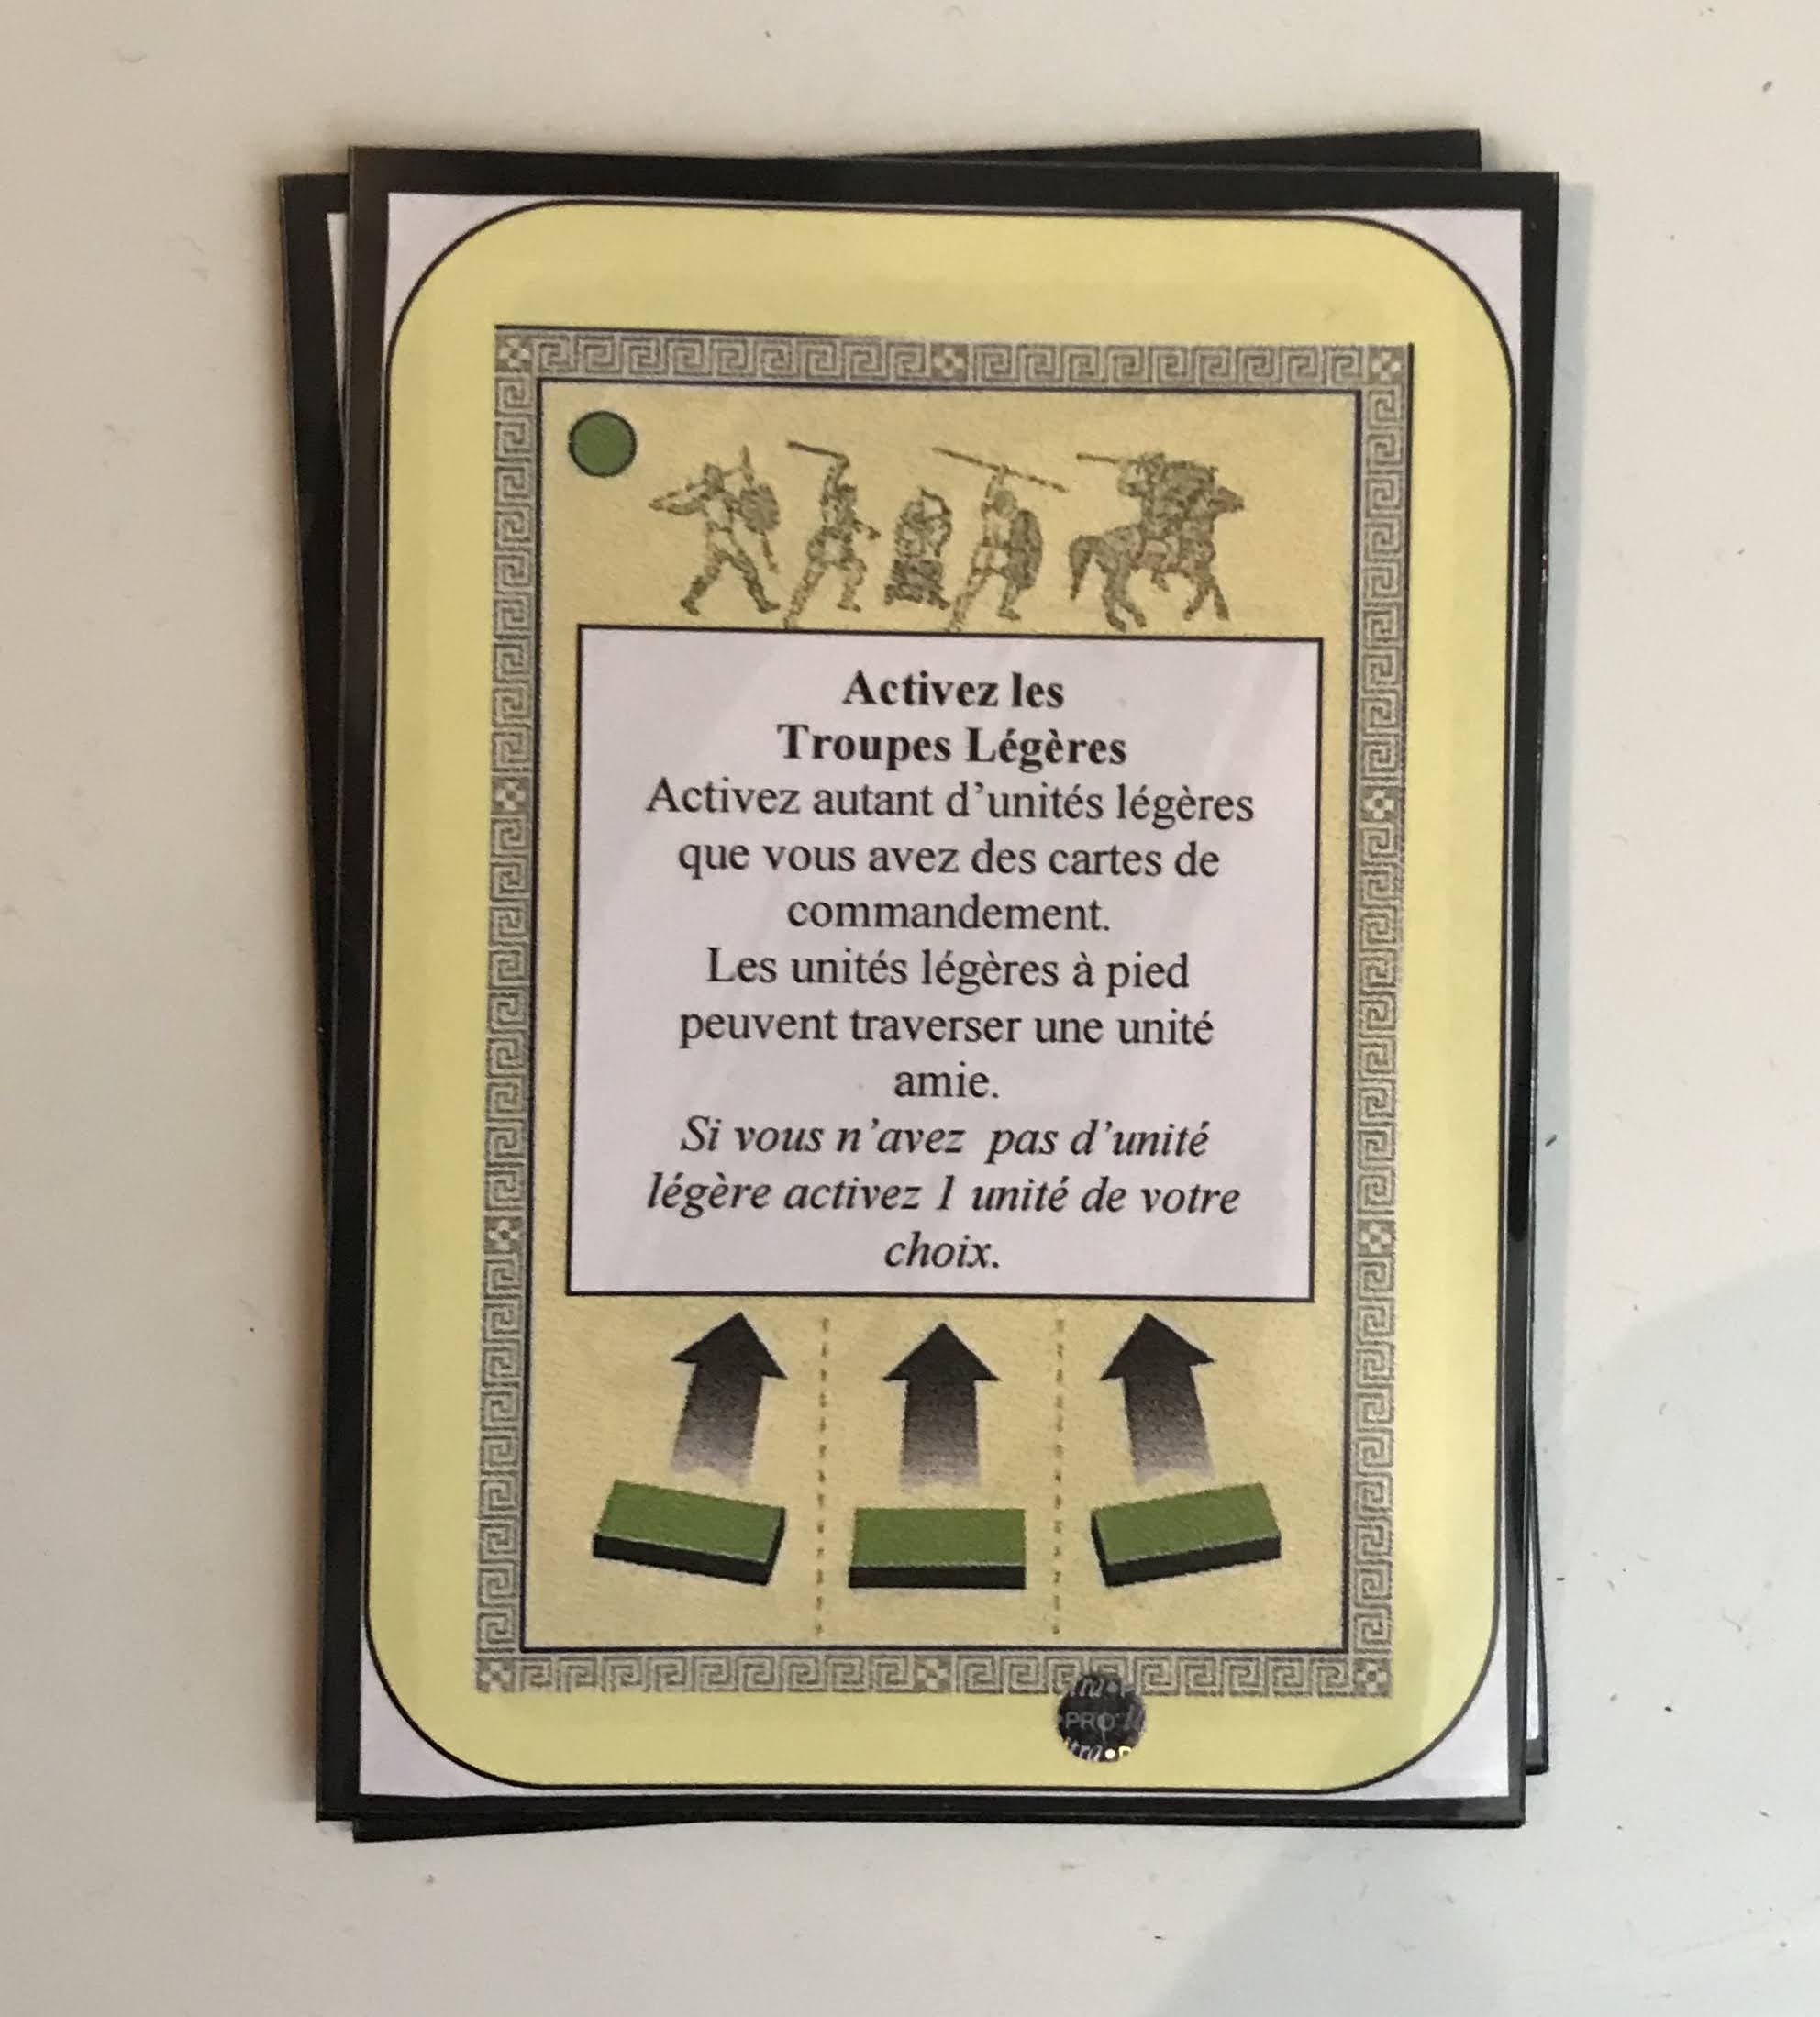 Activez les
Troupes Légères
Activez autant d’unités légères
que vous avez des cartes de
commandement.
Les unités légères à pied
peuvent traverser une unité
amie.
Si vous n’avez  pas d’unité
légère activez 1 unité de votre
choix.
PRO